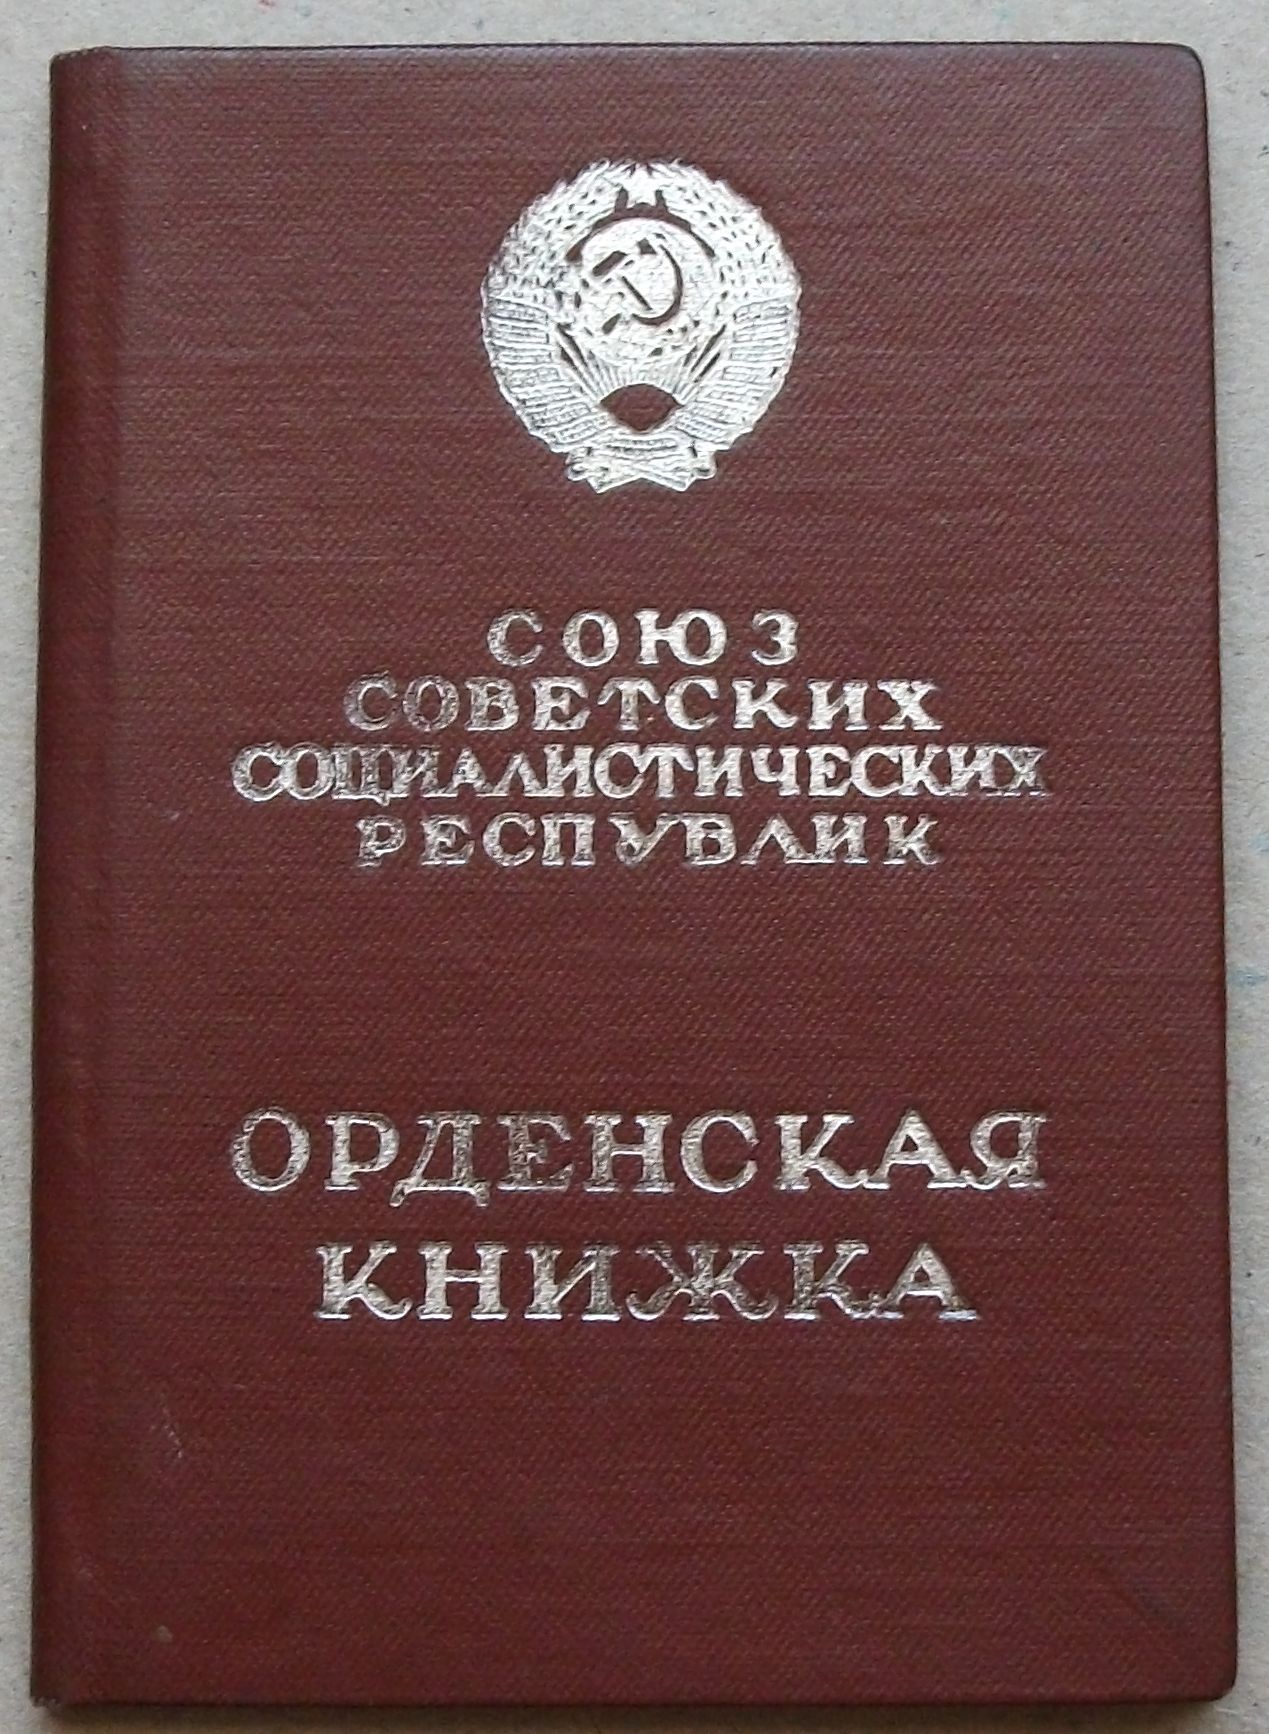 СОЮЗ
СОВЕТСКИХ
СОЦИАЛИСТИЧЕСКИХ
РЕСПУБЛИК
ОРДЕНСКАЯ
КНИЖКА